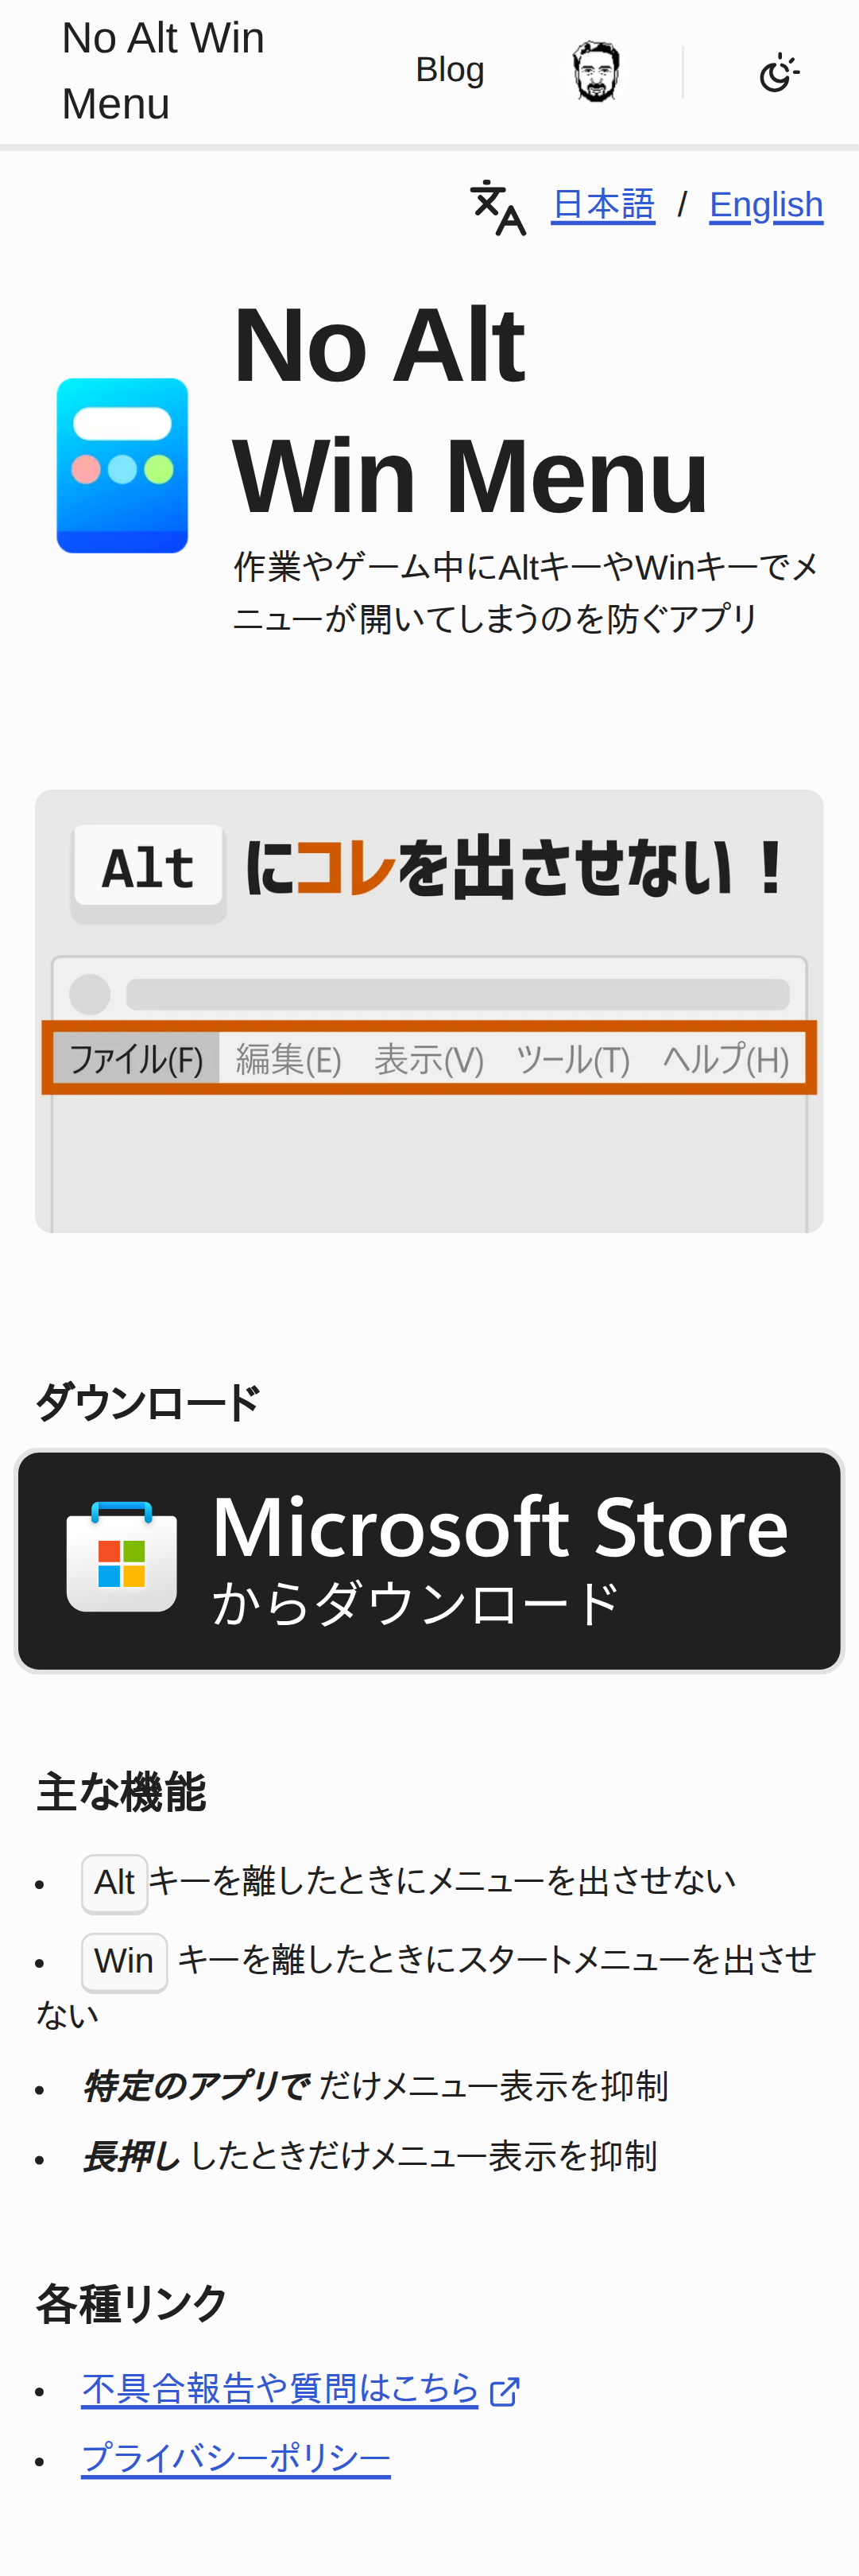 No Alt Win
Menu
Blog
日本語 / English
No Alt
Win Menu
作業やゲーム中にAltキーやWinキーでメ
ニューが開いてしまうのを防ぐアプリ
Alt にコレを出させない！
ファイル(F) 編集(E) 表示(V) ツール(T) ヘルプ(H)
ダウンロード
Microsoft Store
からダウンロード
主な機能
• Alt キーを離したときにメニューを出させない
• Win キーを離したときにスタートメニューを出させ
ない
• 特定のアプリで だけメニュー表示を抑制
• 長押し したときだけメニュー表示を抑制
各種リンク
• 不具合報告や質問はこちら
• プライバシーポリシー